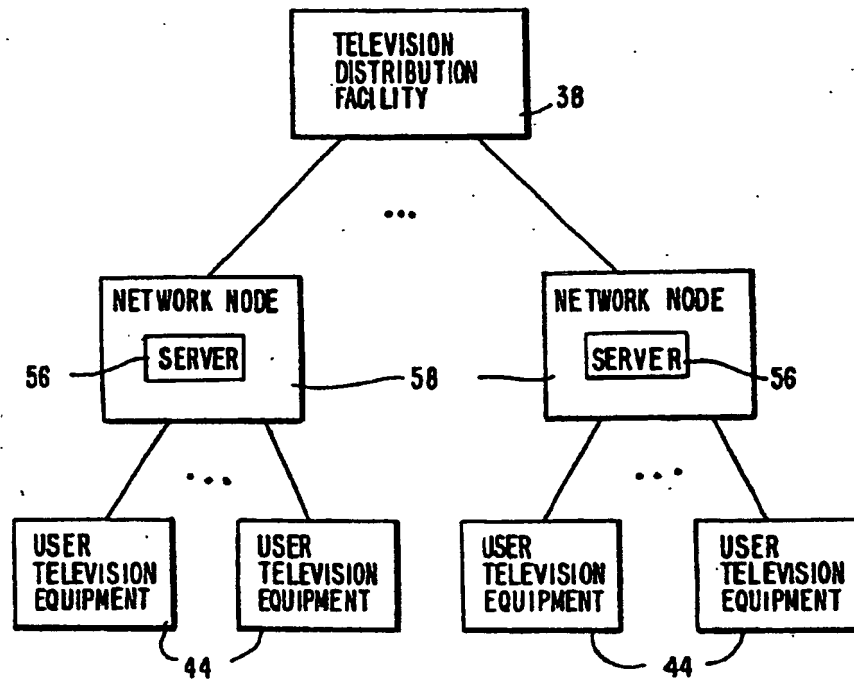 TELEVISION
DISTRIBUTION
FACILITY
38
...
NETWORK NODE
SERVER
56
58
NETWORK NODE
SERVER
56
...
...
USER
TELEVISION
EQUIPMENT
USER
TELEVISION
EQUIPMENT
44
USER
TELEVISION
EQUIPMENT
USER
TELEVISION
EQUIPMENT
44